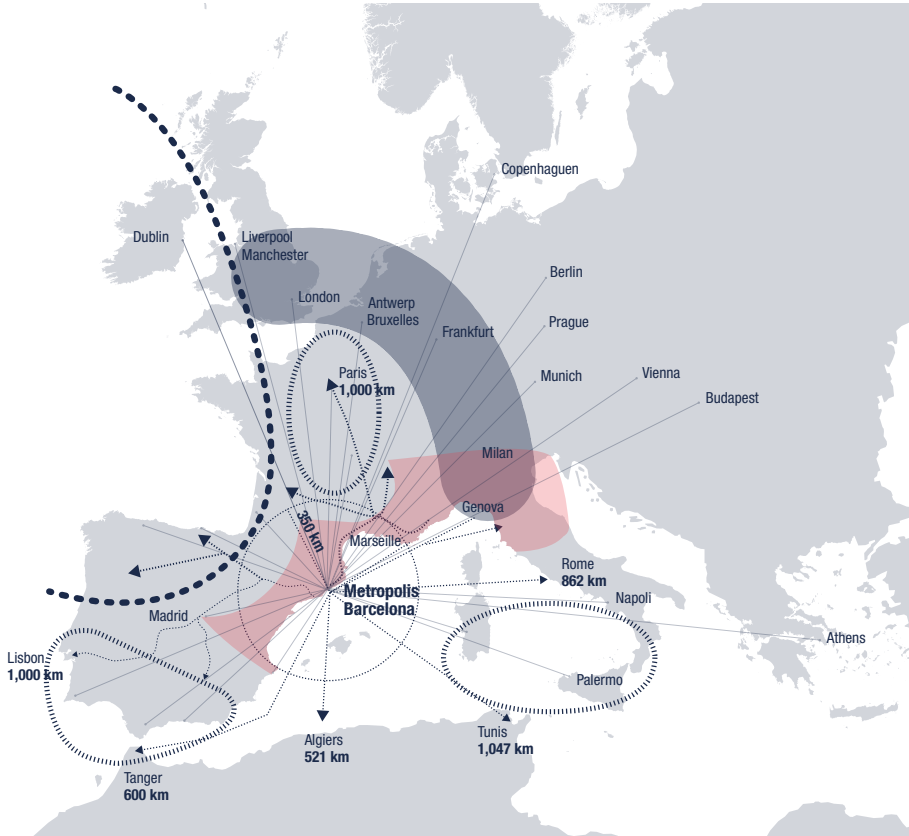 Copenhaguen
Dublin
Liverpool
Manchester
Berlin
London
Antwerp
Bruxelles
Frankfurt
Prague
Paris
1,000 km
Munich
Vienna
Budapest
Milan
Genova
350 km
Marseille
Rome
862 km
Metropolis
Barcelona
Napoli
Madrid
Athens
Lisbon
1,000 km
Palermo
Algiers
521 km
Tunis
1,047 km
Tanger
600 km